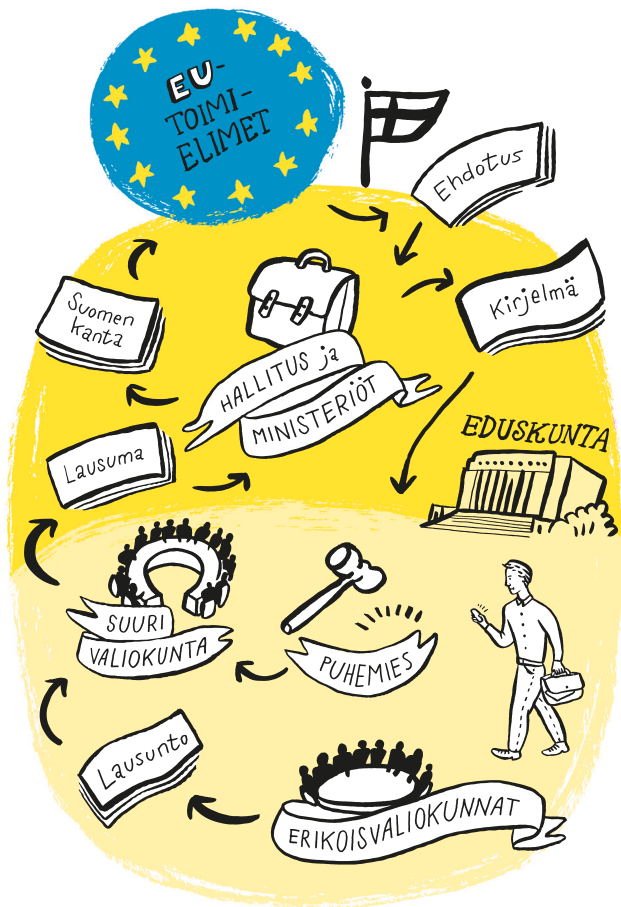 EU-
TOIMI-
ELIMET
Ehdotus
Kirjelmä
Suomen
kanta
HALLITUS ja
MINISTERIÖT
EDUSKUNTA
Lausuma
SUURI
VALIOKUNTA
PUHEMIES
Lausunto
ERIKOISVALIOKUNNAT